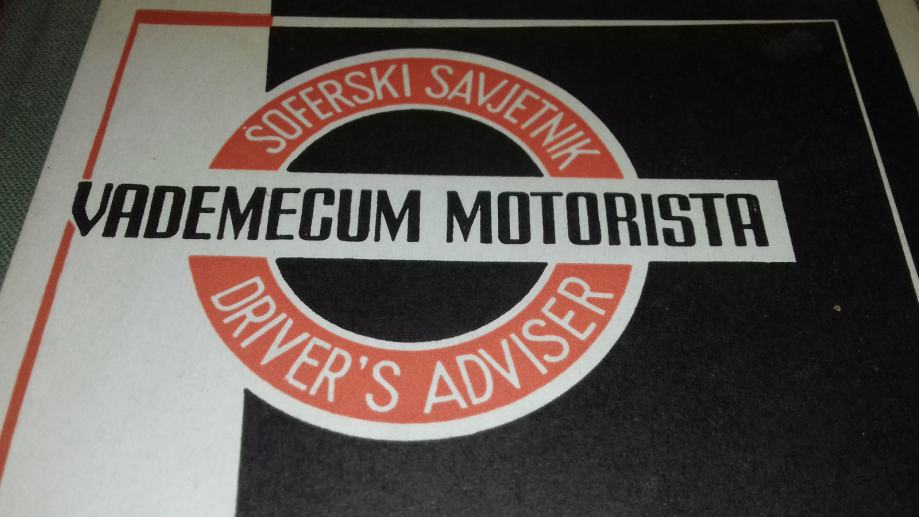 ŠOFERSKI SAVJETNIK
VADEMECUM MOTORISTA
DRIVER'S ADVISER